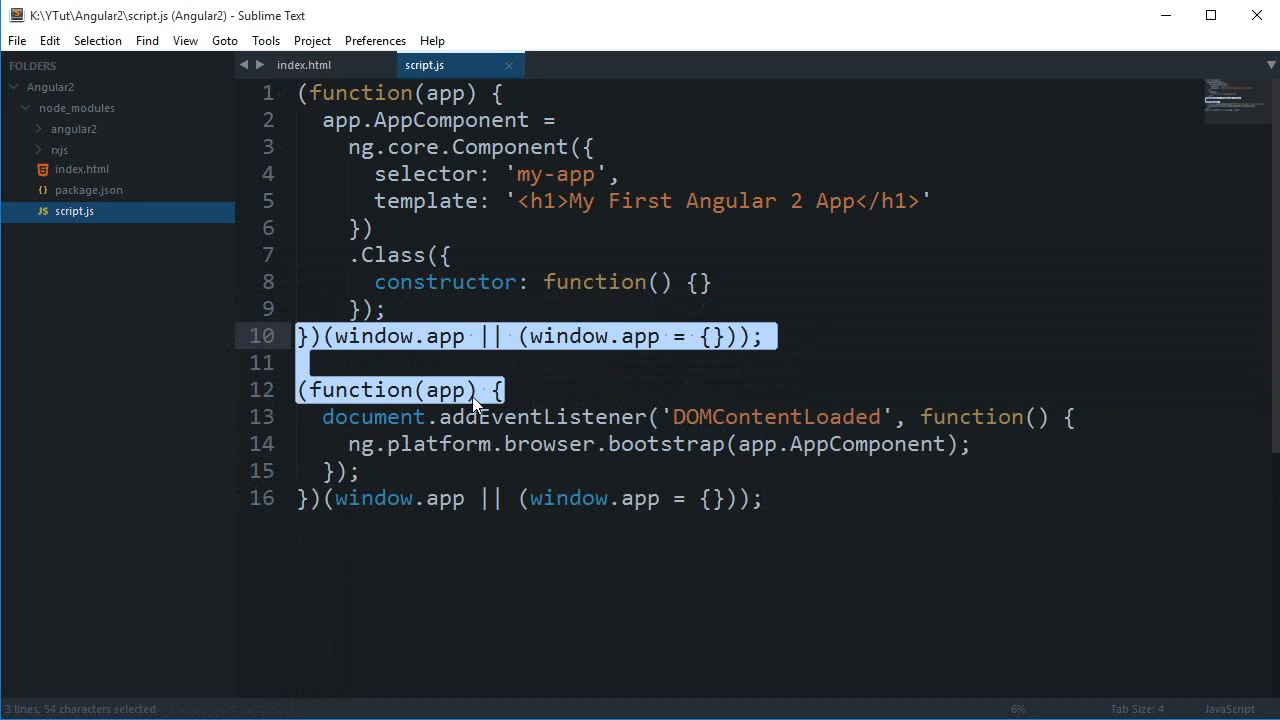 K:\YTut\Angular2\script.js (Angular2) - Sublime Text
File Edit Selection Find View Goto Tools Project Preferences Help
FOLDERS
Angular2
node_modules
angular2
rxjs
index.html
package.json
JS script.js
index.html script.js
1 (function(app) {
2 app.AppComponent =
3 ng.core.Component({
4 selector: 'my-app',
5 template: '<h1>My First Angular 2 App</h1>'
6 })
7 .Class({
8 constructor: function() {}
9 });
10 })(window.app || (window.app = {}));
11
12 (function(app) {
13 document.addEventListener('DOMContentLoaded', function() {
14 ng.platform.browser.bootstrap(app.AppComponent);
15 });
16 })(window.app || (window.app = {}));
3 lines, 54 characters selected 6% Tab Size: 4 JavaScript